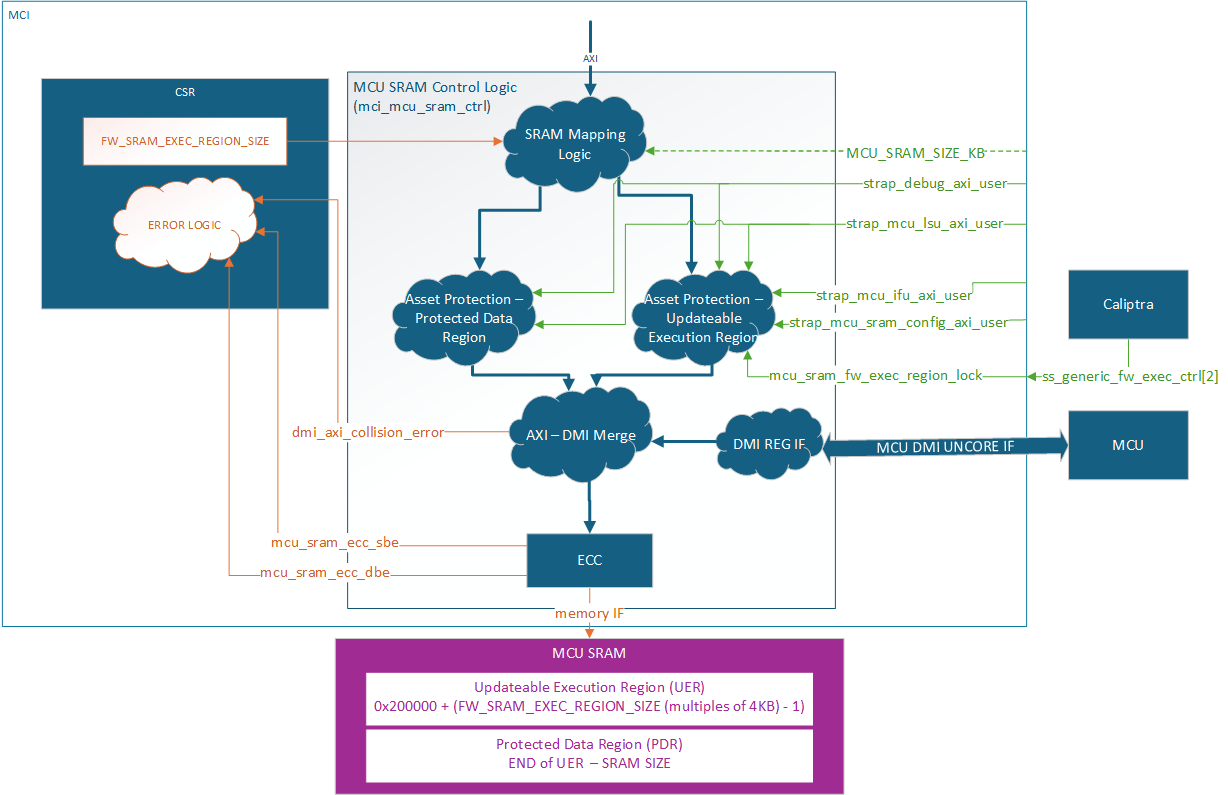 MCI
AXI
CSR
MCU SRAM Control Logic
(mci_mcu_sram_ctrl)
FW_SRAM_EXEC_REGION_SIZE
SRAM Mapping
Logic
MCU_SRAM_SIZE_KB
strap_debug_axi_user
ERROR LOGIC
strap_mcu_lsu_axi_user
Asset Protection –
Protected Data
Region
Asset Protection –
Updateable
Execution Region
strap_mcu_ifu_axi_user
strap_mcu_sram_config_axi_user
Caliptra
mcu_sram_fw_exec_region_lock
ss_generic_fw_exec_ctrl[2]
dmi_axi_collision_error
AXI – DMI Merge
DMI REG IF
MCU DMI UNCORE IF
MCU
mcu_sram_ecc_sbe
mcu_sram_ecc_dbe
ECC
memory IF
MCU SRAM
Updateable Execution Region (UER)
0x200000 + (FW_SRAM_EXEC_REGION_SIZE (multiples of 4KB) - 1)
Protected Data Region (PDR)
END of UER – SRAM SIZE